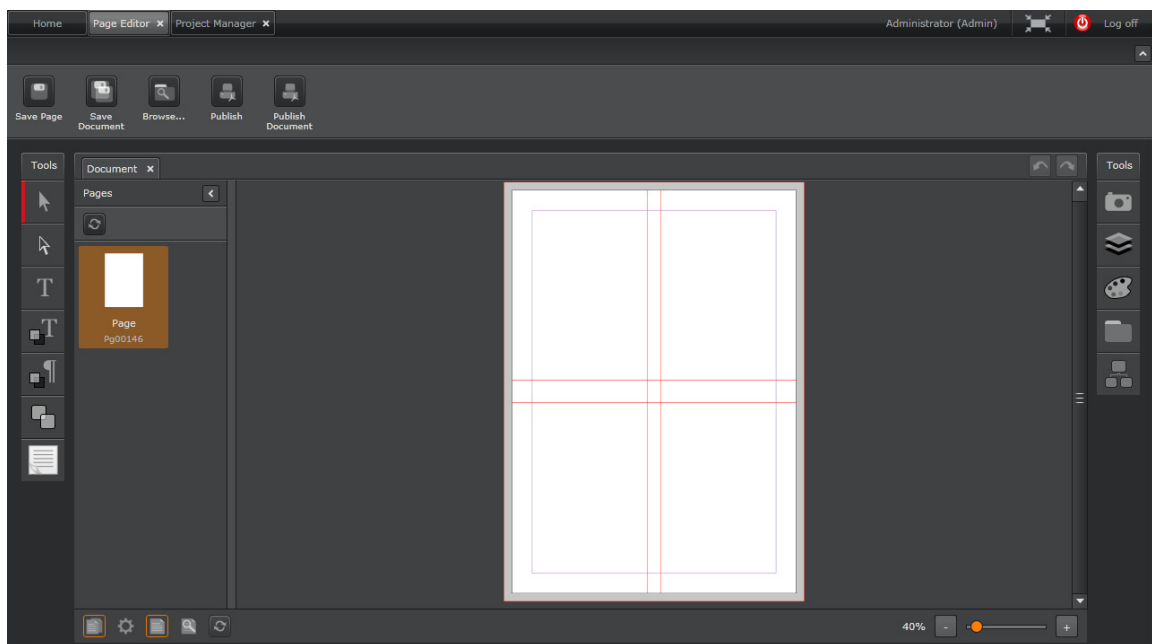 Home
Page Editor
Project Manager
Administrator (Admin)
Log off
Save Page
Save
Document
Browse...
Publish
Publish
Document
Tools
Document
Tools
Pages
T
T
¶
Page
Pg00146
40%
-
+